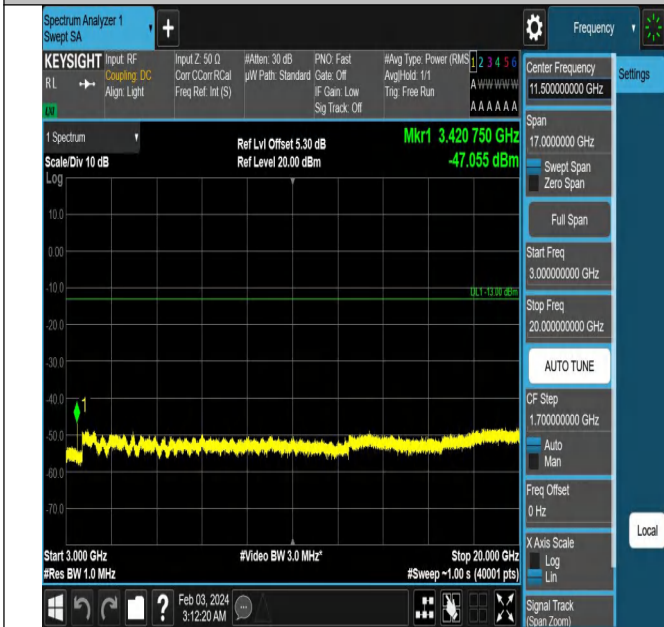 Spectrum Analyzer 1
Swept SA
+
Frequency
KEYSIGHT
RL
LXI
Input: RF
Coupling: DC
Align: Light
Input Z: 50 Ω
Corr CCorr RCal
Freq Ref: Int (S)
#Atten: 30 dB
µW Path: Standard
PNO: Fast
Gate: Off
IF Gain: Low
Sig Track: Off
#Avg Type: Power (RMS
Avg|Hold: 1/1
Trig: Free Run
1 2 3 4 5 6
A W W W W W
A A A A A A
1 Spectrum
Scale/Div 10 dB
Log
Ref Lvl Offset 5.30 dB
Ref Level 20.00 dBm
Mkr1 3.420 750 GHz
-47.055 dBm
10.0
0.00
-10.0
DL1 -13.00 dBm
-20.0
-30.0
-40.0
1
-50.0
-60.0
-70.0
Start 3.000 GHz
#Res BW 1.0 MHz
#Video BW 3.0 MHz*
Stop 20.000 GHz
#Sweep ~1.00 s (40001 pts)
?
Feb 03, 2024
3:12:20 AM
Center Frequency
11.500000000 GHz
Settings
Span
17.0000000 GHz
Swept Span
Zero Span
Full Span
Start Freq
3.000000000 GHz
Stop Freq
20.000000000 GHz
AUTO TUNE
CF Step
1.700000000 GHz
Auto
Man
Freq Offset
0 Hz
X Axis Scale
Log
Lin
Local
Signal Track
(Span Zoom)